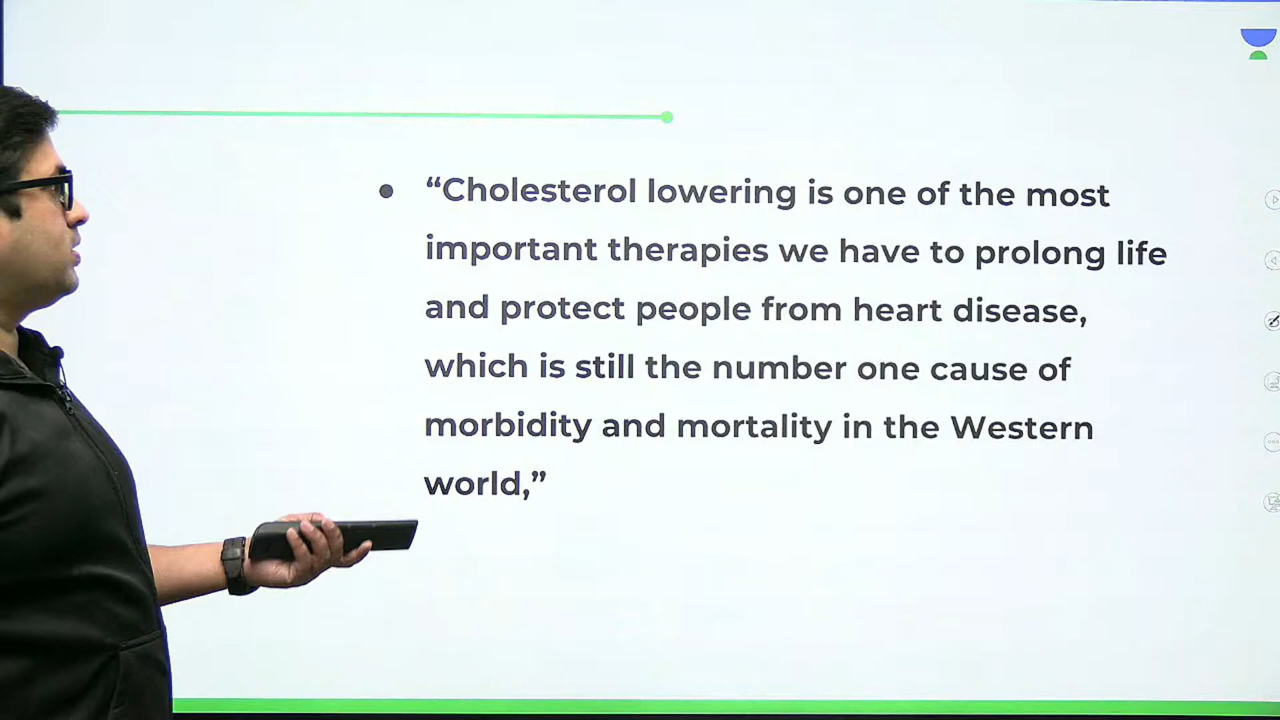 “Cholesterol lowering is one of the most
important therapies we have to prolong life
and protect people from heart disease,
which is still the number one cause of
morbidity and mortality in the Western
world,”